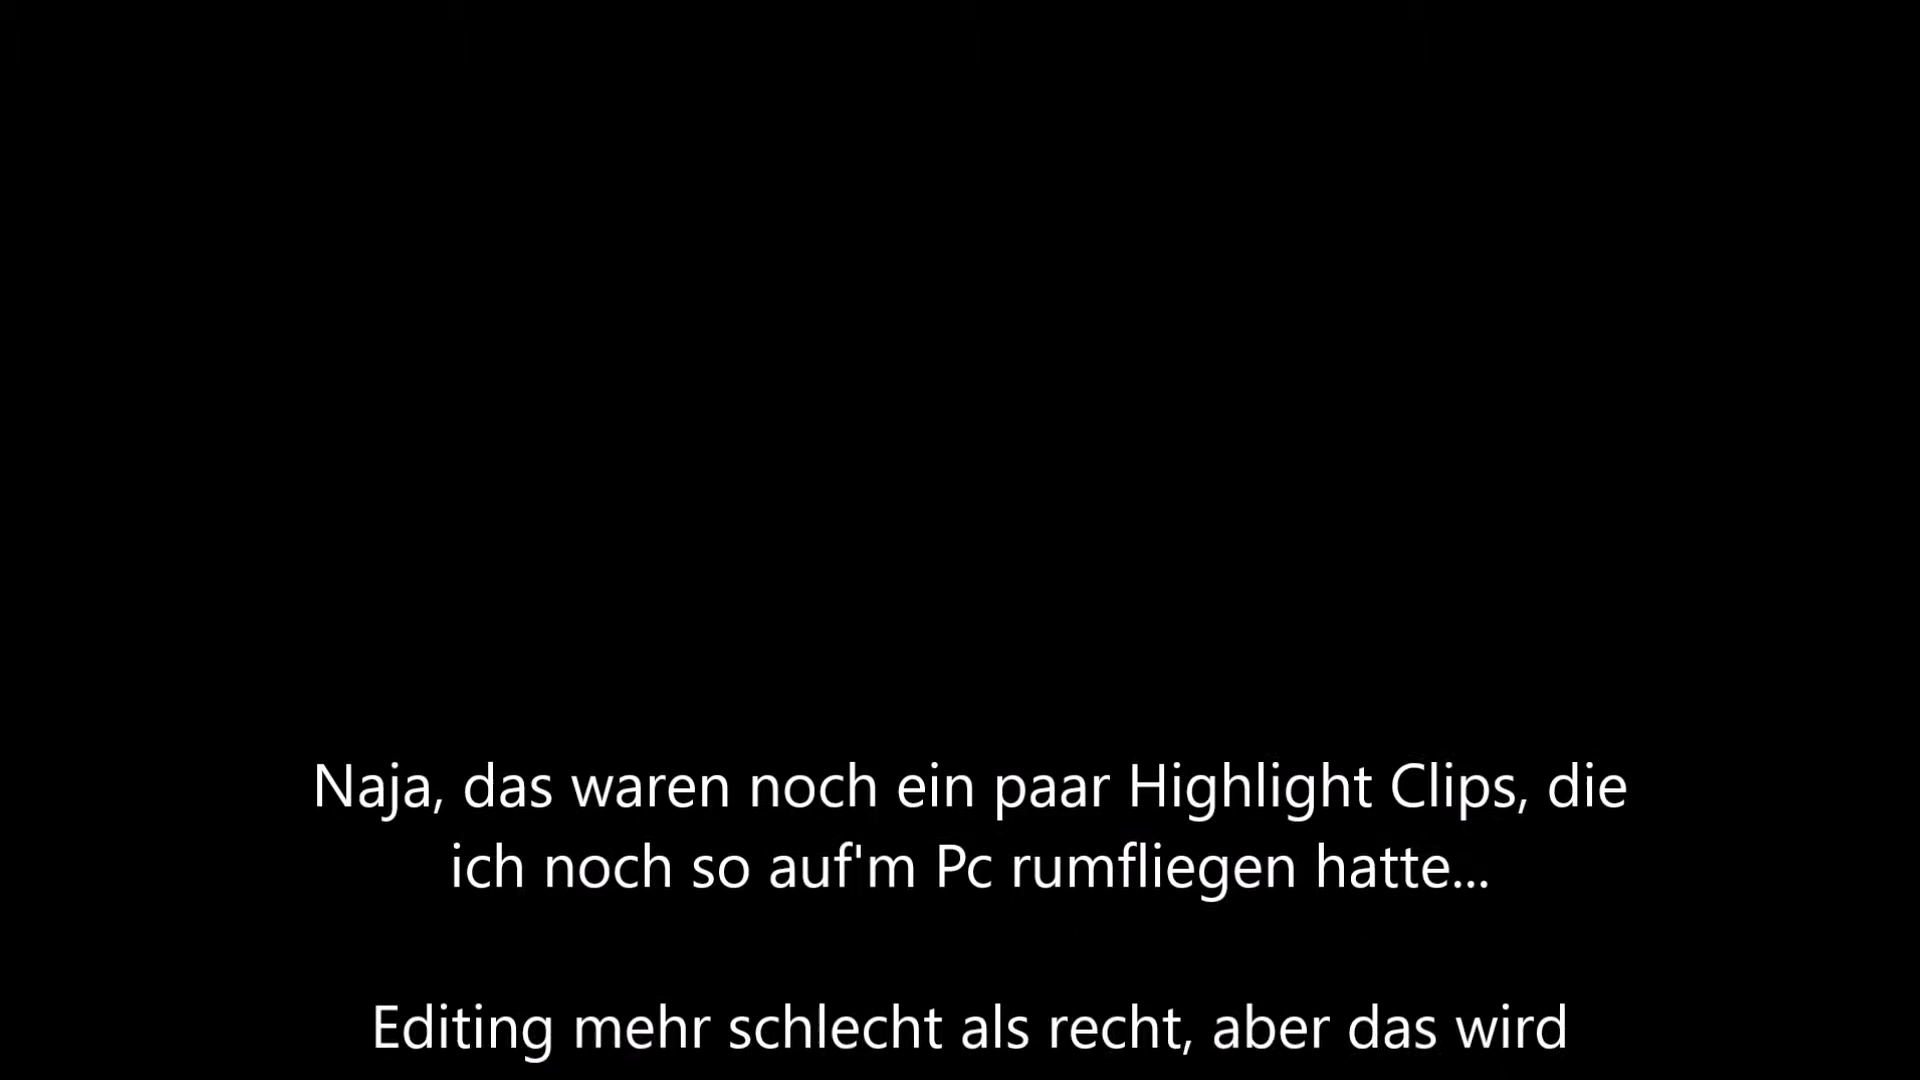 Naja, das waren noch ein paar Highlight Clips, die
ich noch so auf'm Pc rumfliegen hatte...
Editing mehr schlecht als recht, aber das wird